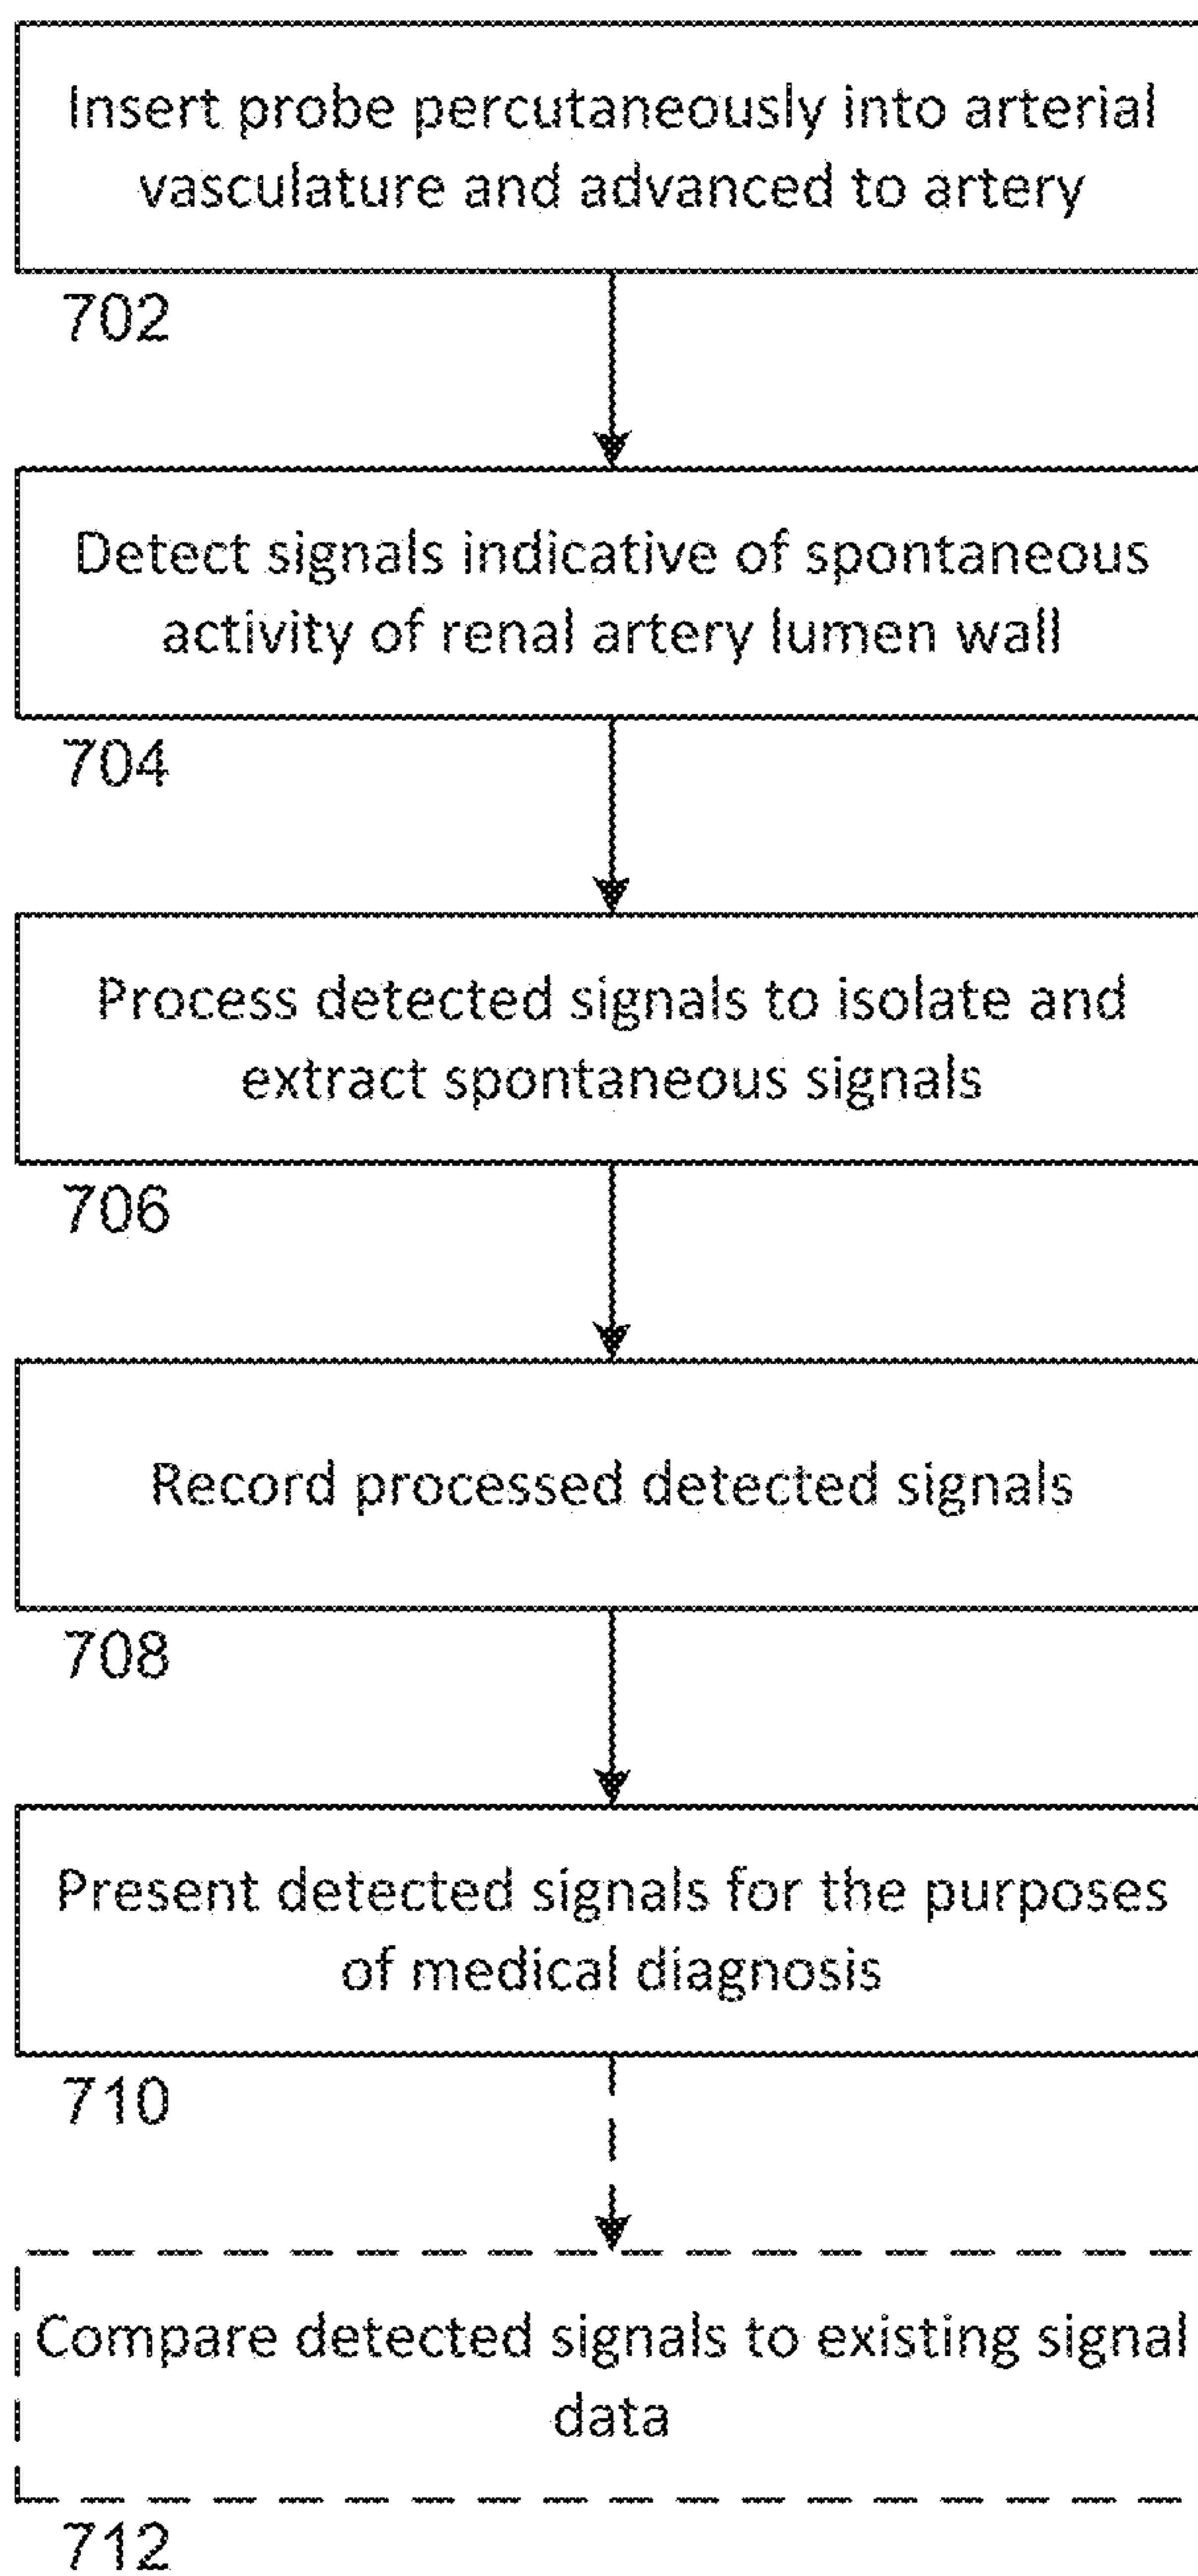 Insert probe percutaneously into arterial
vasculature and advanced to artery
702
Detect signals indicative of spontaneous
activity of renal artery lumen wall
704
Process detected signals to isolate and
extract spontaneous signals
706
Record processed detected signals
708
Present detected signals for the purposes
of medical diagnosis
710
Compare detected signals to existing signal
data
712